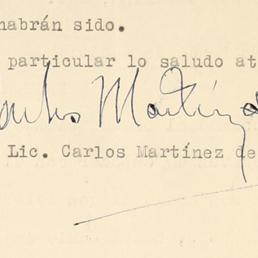 habrán sido.
particular lo saludo at
Carlos Martínez d
Lic. Carlos Martínez de